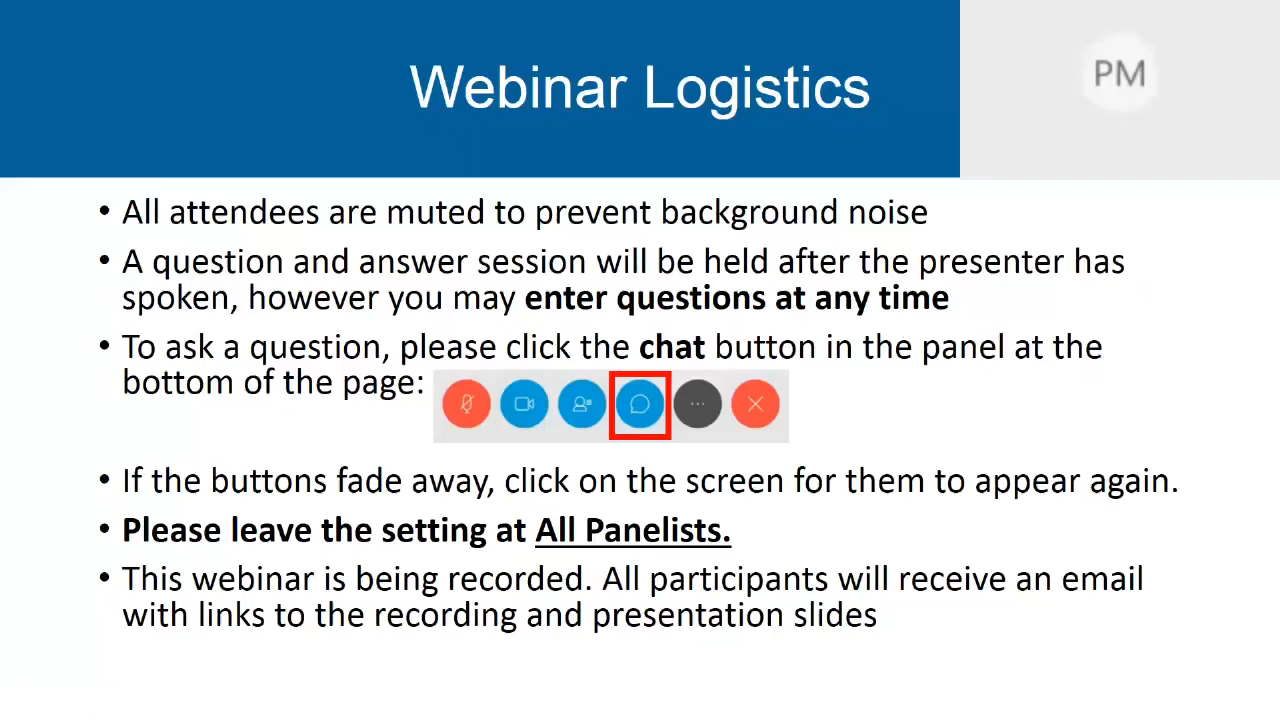 Webinar Logistics
PM
• All attendees are muted to prevent background noise
• A question and answer session will be held after the presenter has
spoken, however you may enter questions at any time
• To ask a question, please click the chat button in the panel at the
bottom of the page:
• If the buttons fade away, click on the screen for them to appear again.
• Please leave the setting at All Panelists.
• This webinar is being recorded. All participants will receive an email
with links to the recording and presentation slides